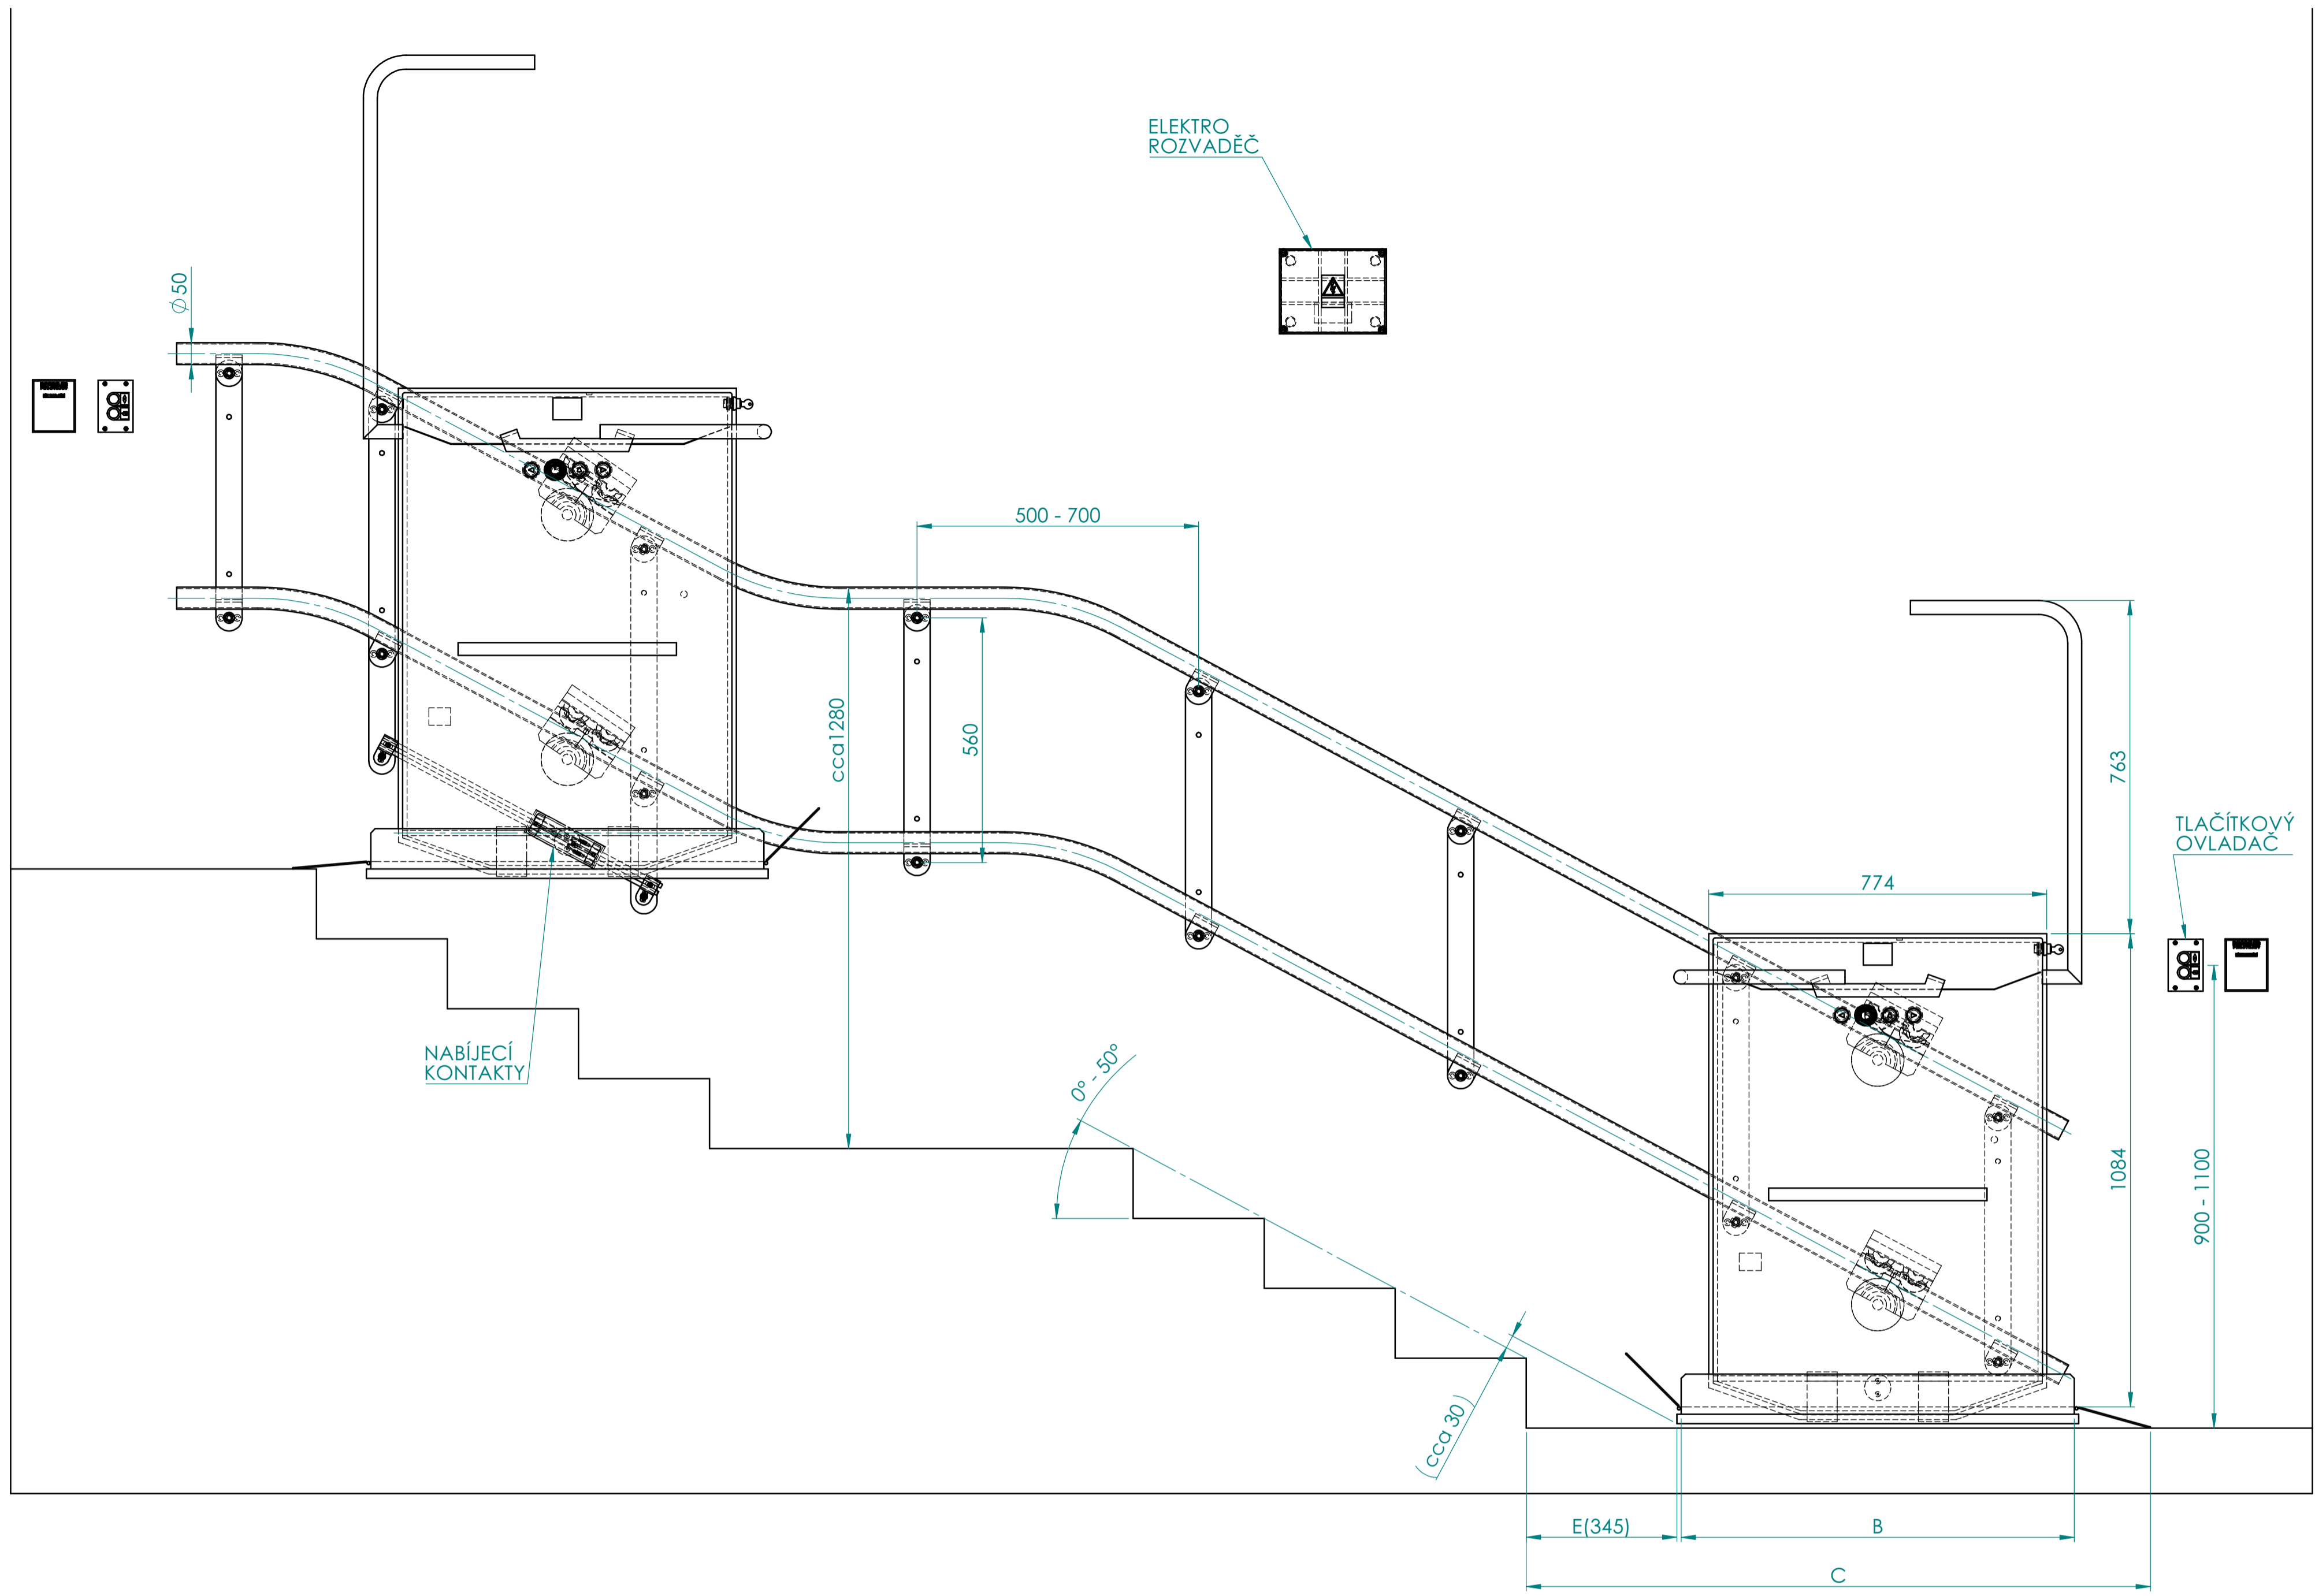 ELEKTRO
ROZVADĚČ
∅50
500 - 700
cca1280
560
763
TLAČÍTKOVÝ
OVLADAČ
774
NABÍJECÍ
KONTAKTY
0° - 50°
1084
900 - 1100
(cca 30)
E(345)
B
C